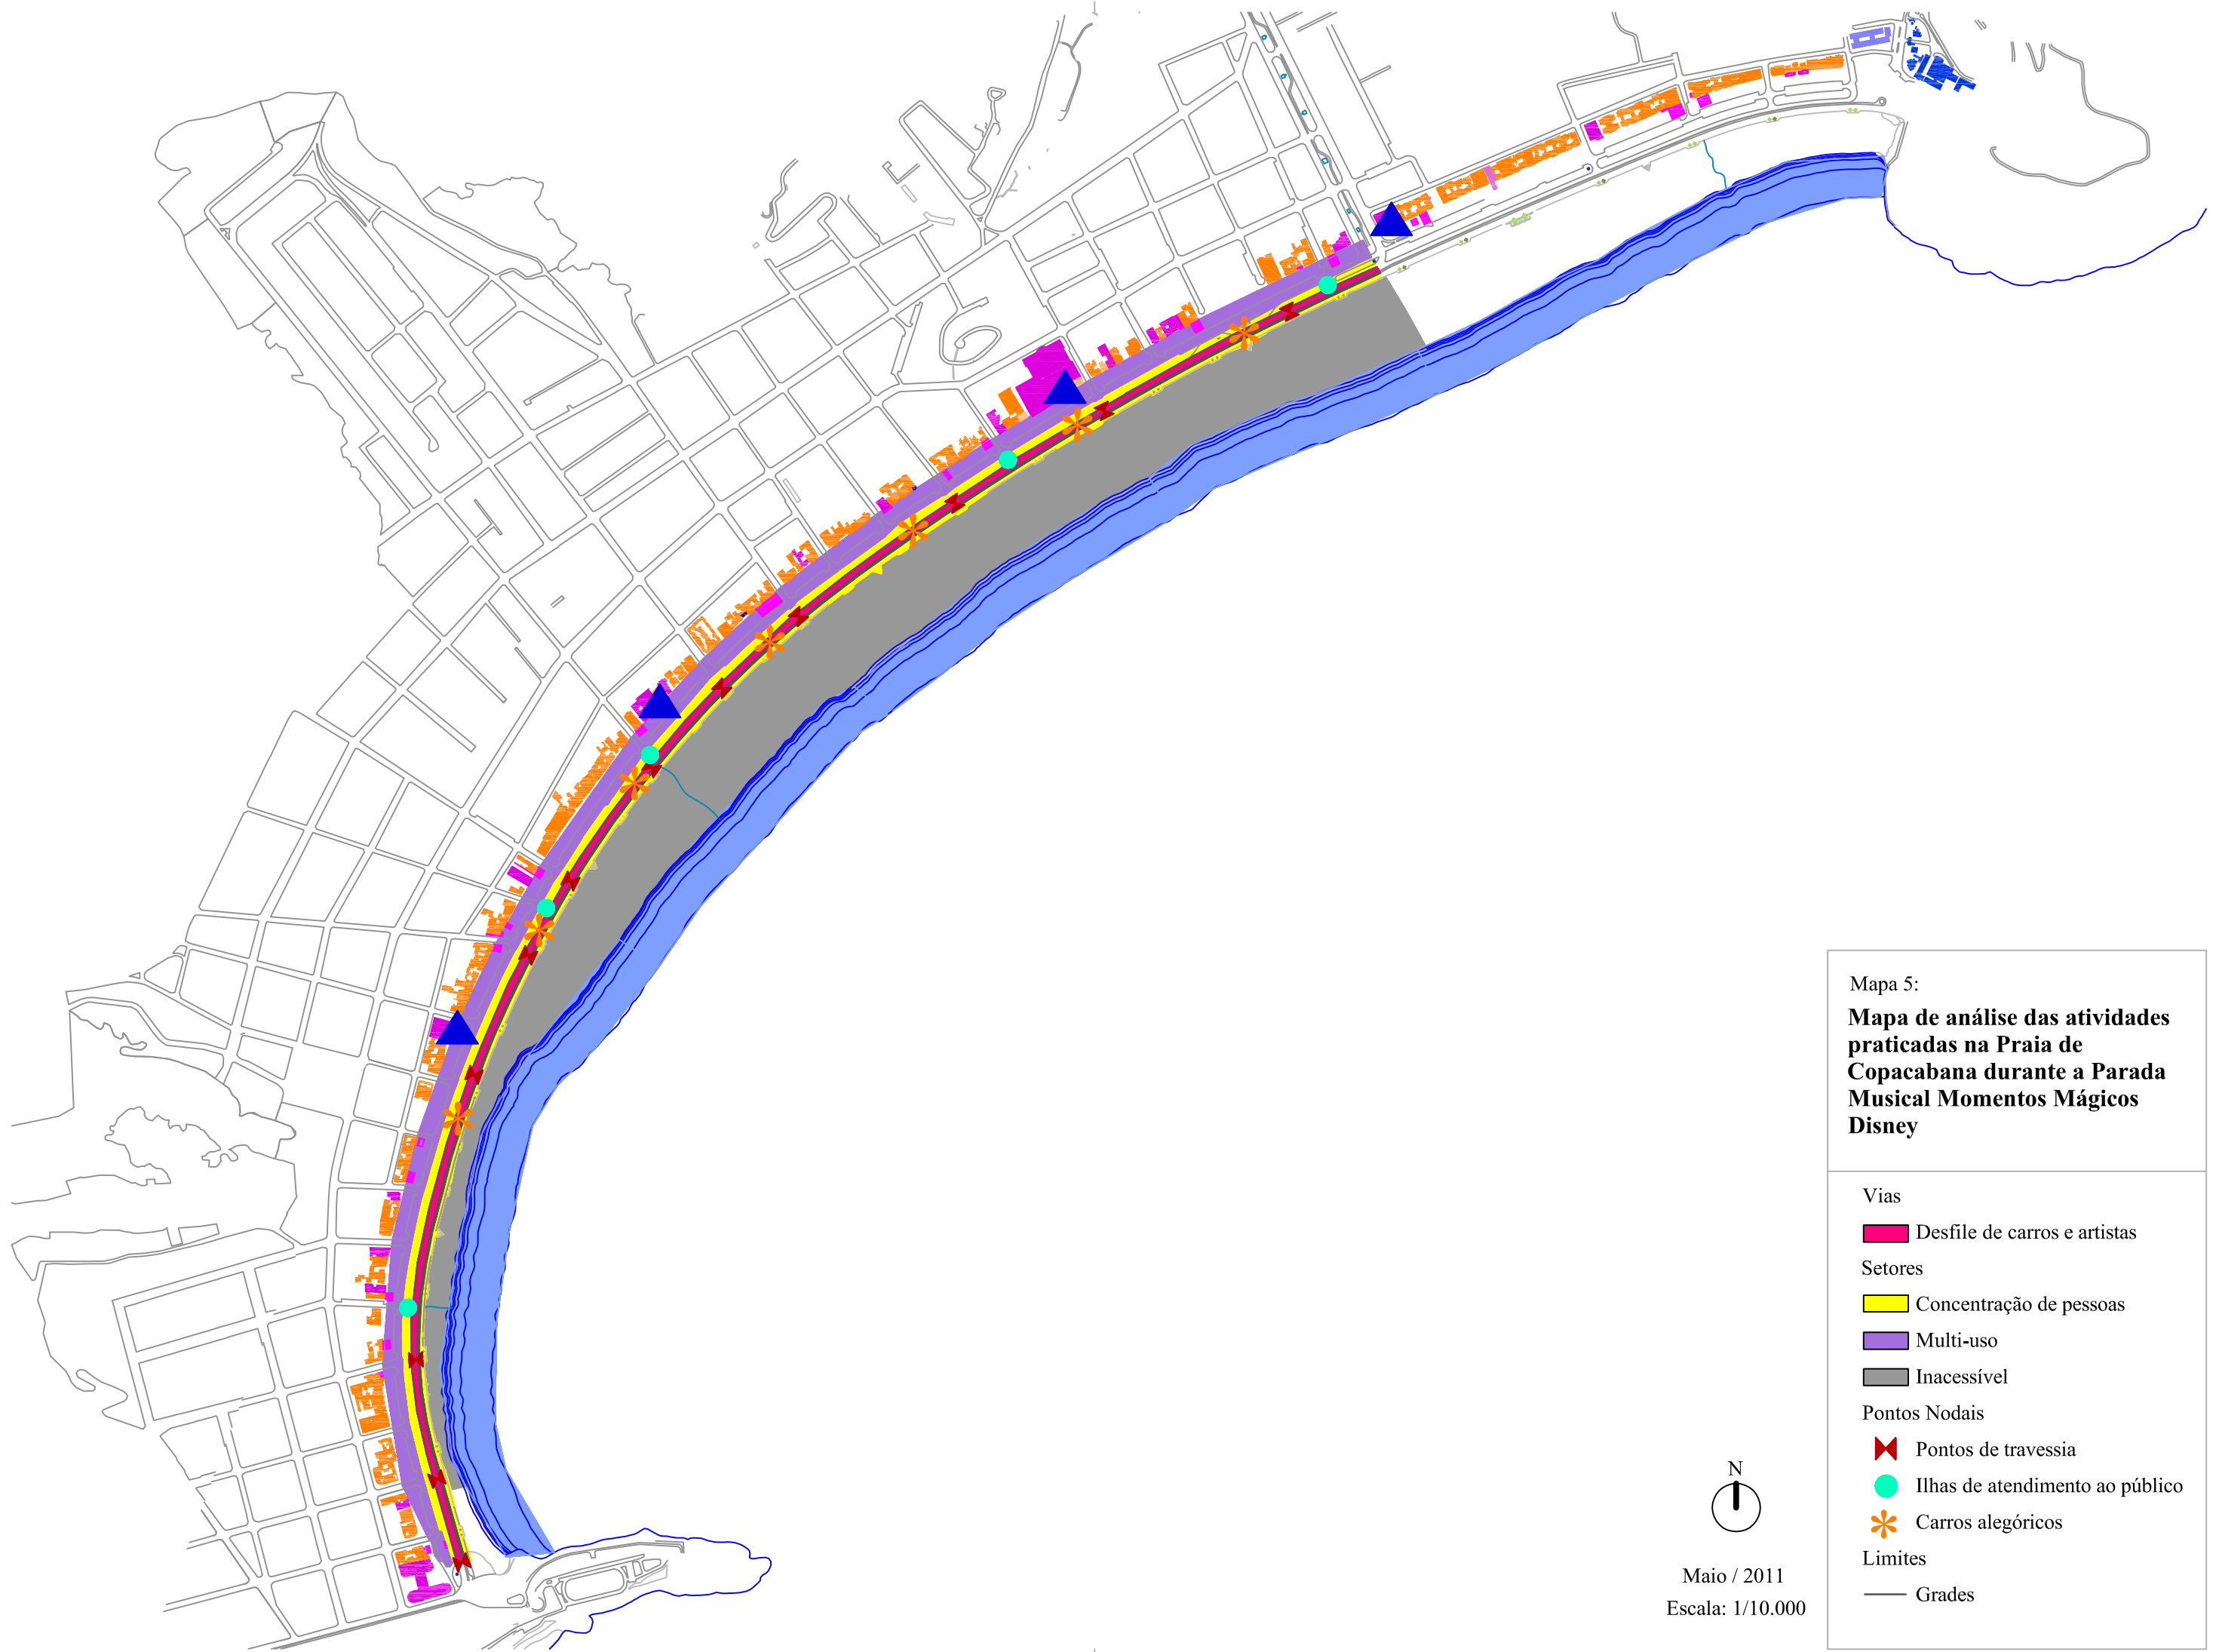 Mapa 5:
Mapa de análise das atividades
praticadas na Praia de
Copacabana durante a Parada
Musical Momentos Mágicos
Disney
Vias
Desfile de carros e artistas
Setores
Concentração de pessoas
Multi-uso
Inacessível
Pontos Nodais
Pontos de travessia
Ilhas de atendimento ao público
Carros alegóricos
Limites
Grades
N
Maio / 2011
Escala: 1/10.000